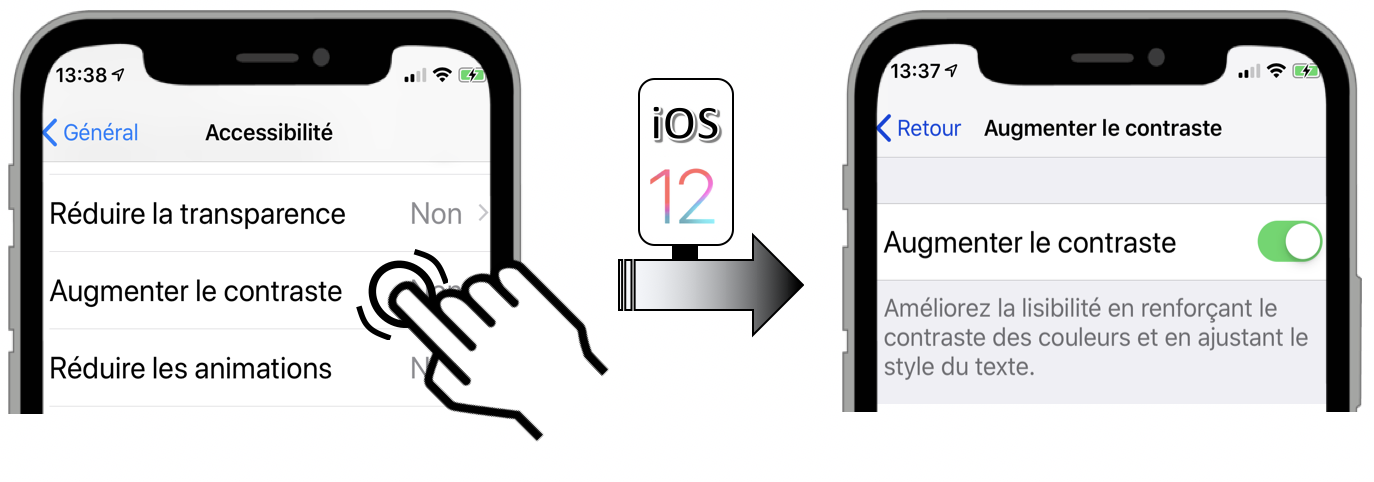 13:38
Général
Accessibilité
Réduire la transparence Non
Augmenter le contraste
Réduire les animations
iOS
12
13:37
Retour
Augmenter le contraste
Augmenter le contraste
Améliorez la lisibilité en renforçant le
contraste des couleurs et en ajustant le
style du texte.